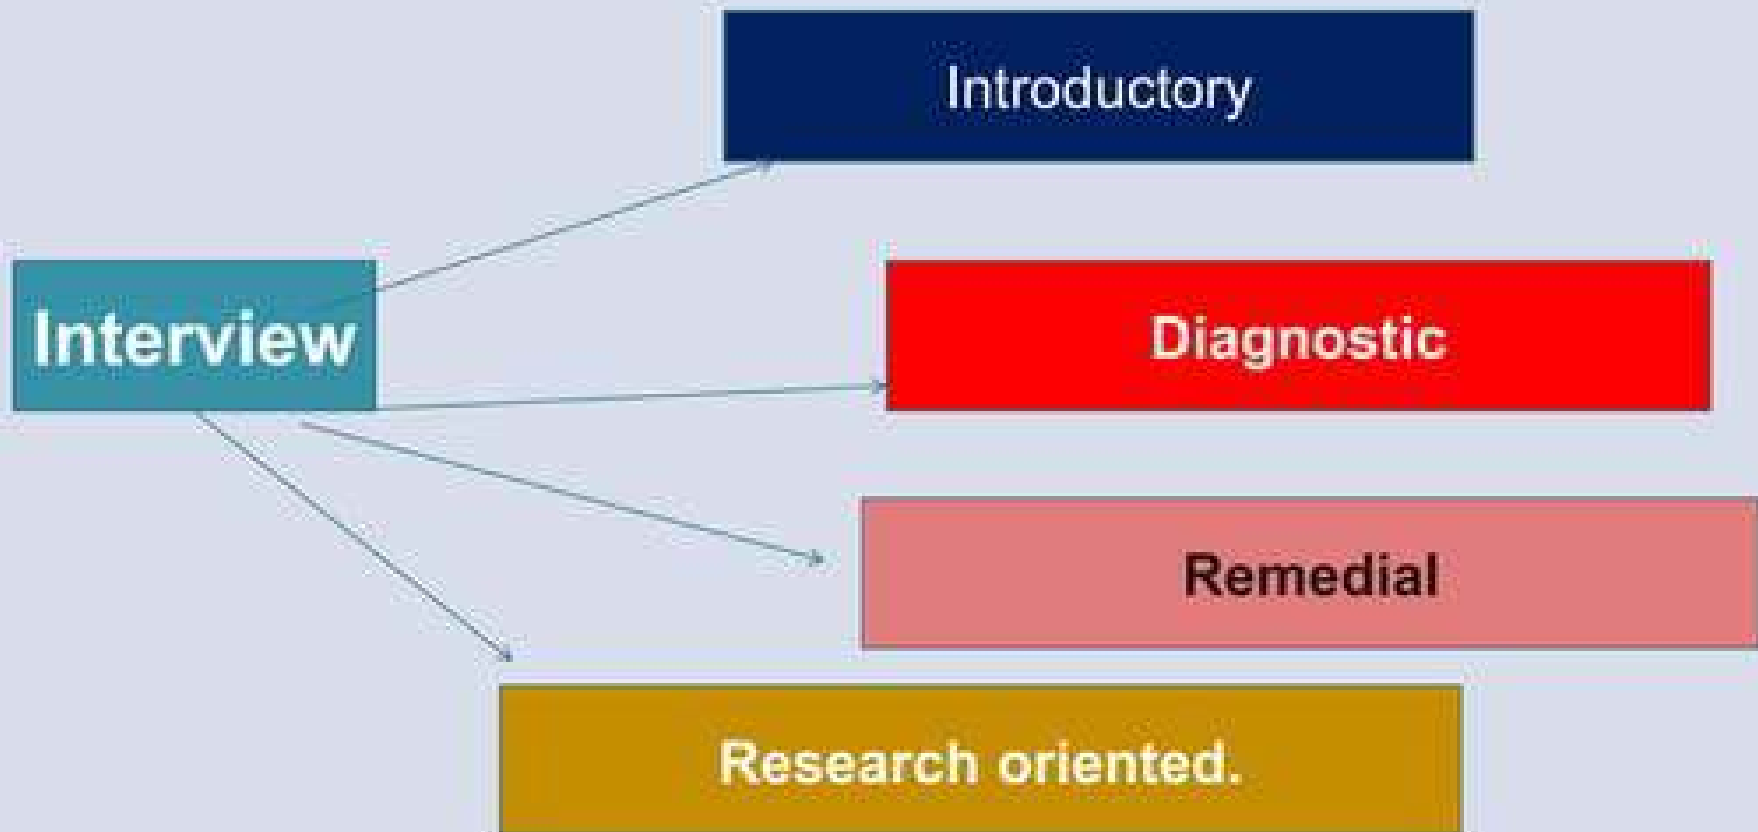 Introductory
Interview
Diagnostic
Remedial
Research oriented.